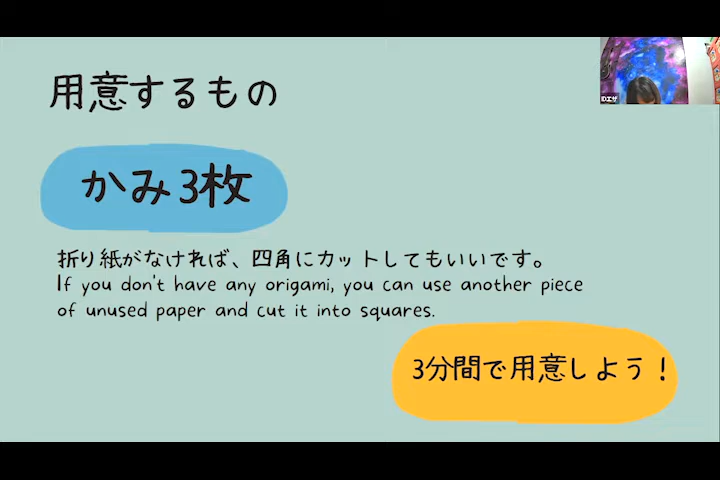 用意するもの
かみ3枚
折り紙がなければ、四角にカットしてもいいです。
If you don't have any origami, you can use another piece
of unused paper and cut it into squares.
3分間で用意しよう！